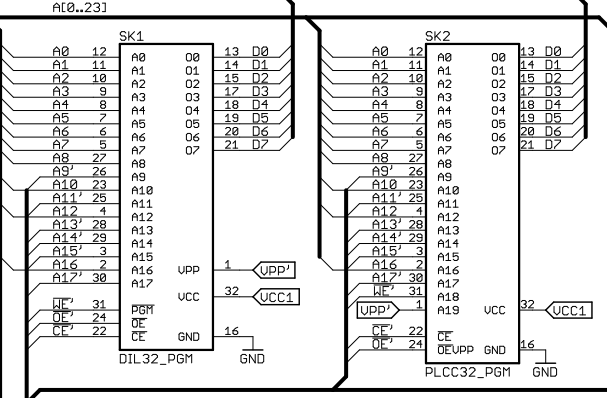 A[0..23]
SK1 SK2
A0 12 A0 O0 13 D0 A0 12 A0 O0 13 D0
A1 11 A1 O1 14 D1 A1 11 A1 O1 14 D1
A2 10 A2 O2 15 D2 A2 10 A2 O2 15 D2
A3 9 A3 O3 17 D3 A3 9 A3 O3 17 D3
A4 8 A4 O4 18 D4 A4 8 A4 O4 18 D4
A5 7 A5 O5 19 D5 A5 7 A5 O5 19 D5
A6 6 A6 O6 20 D6 A6 6 A6 O6 20 D6
A7 5 A7 O7 21 D7 A7 5 A7 O7 21 D7
A8 27 A8 A8 27 A8
A9' 26 A9 A9' 26 A9
A10 23 A10 A10 23 A10
A11' 25 A11 A11' 25 A11
A12 4 A12 A12 4 A12
A13' 28 A13 A13' 28 A13
A14' 29 A14 A14' 29 A14
A15' 3 A15 A15' 3 A15
A16 2 A16 VPP 1 VPP' A16 2 A16
A17' 30 A17 A17' 30 A17
VCC 32 VCC1 WE' 31 A18
WE' 31 PGM VPP' 1 A19 VCC 32 VCC1
OE' 24 OE
CE' 22 CE GND 16 CE' 22 CE
GND OE' 24 OEVPP GND 16
DIL32_PGM PLCC32_PGM GND